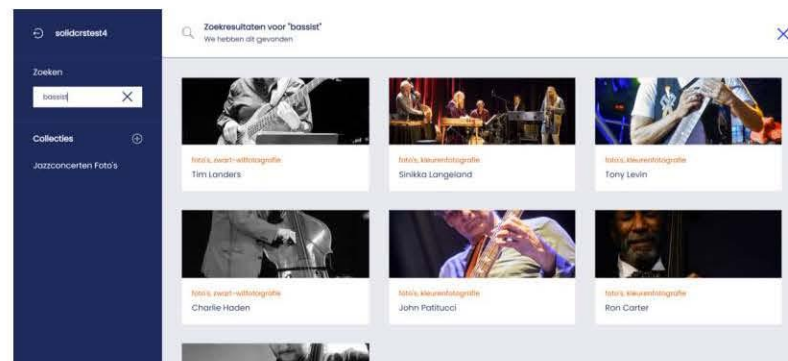 solidcrstest4
Zoeken
bassist
Collecties
Jazzconcerten Foto's
Zoekresultaten voor "bassist"
We hebben dit gevonden
foto's, zwart-witfotografie
Tim Landers
foto's, kleurenfotografie
Sinikka Langeland
foto's, kleurenfotografie
Tony Levin
foto's, zwart-witfotografie
Charlie Haden
foto's, kleurenfotografie
John Patitucci
foto's, kleurenfotografie
Ron Carter